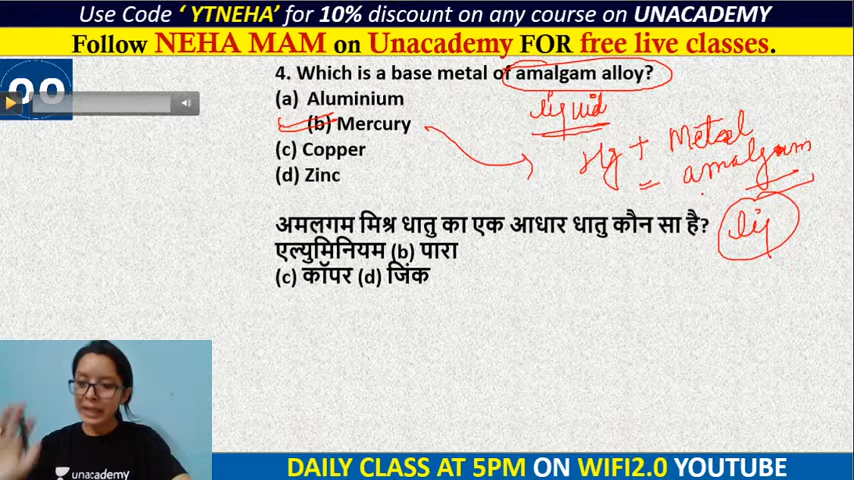 Use Code ‘ YTNEHA’ for 10% discount on any course on UNACADEMY
Follow NEHA MAM on Unacademy FOR free live classes.
00
4. Which is a base metal of amalgam alloy?
(a) Aluminium
liquid
(b) Mercury
Hg + Metal
= amalgam
(c) Copper
(d) Zinc
liq
अमलगम मिश्र धातु का एक आधार धातु कौन सा है?
एल्युमिनियम (b) पारा
(c) कॉपर (d) जिंक
unacademy
DAILY CLASS AT 5PM ON WIFI2.0 YOUTUBE